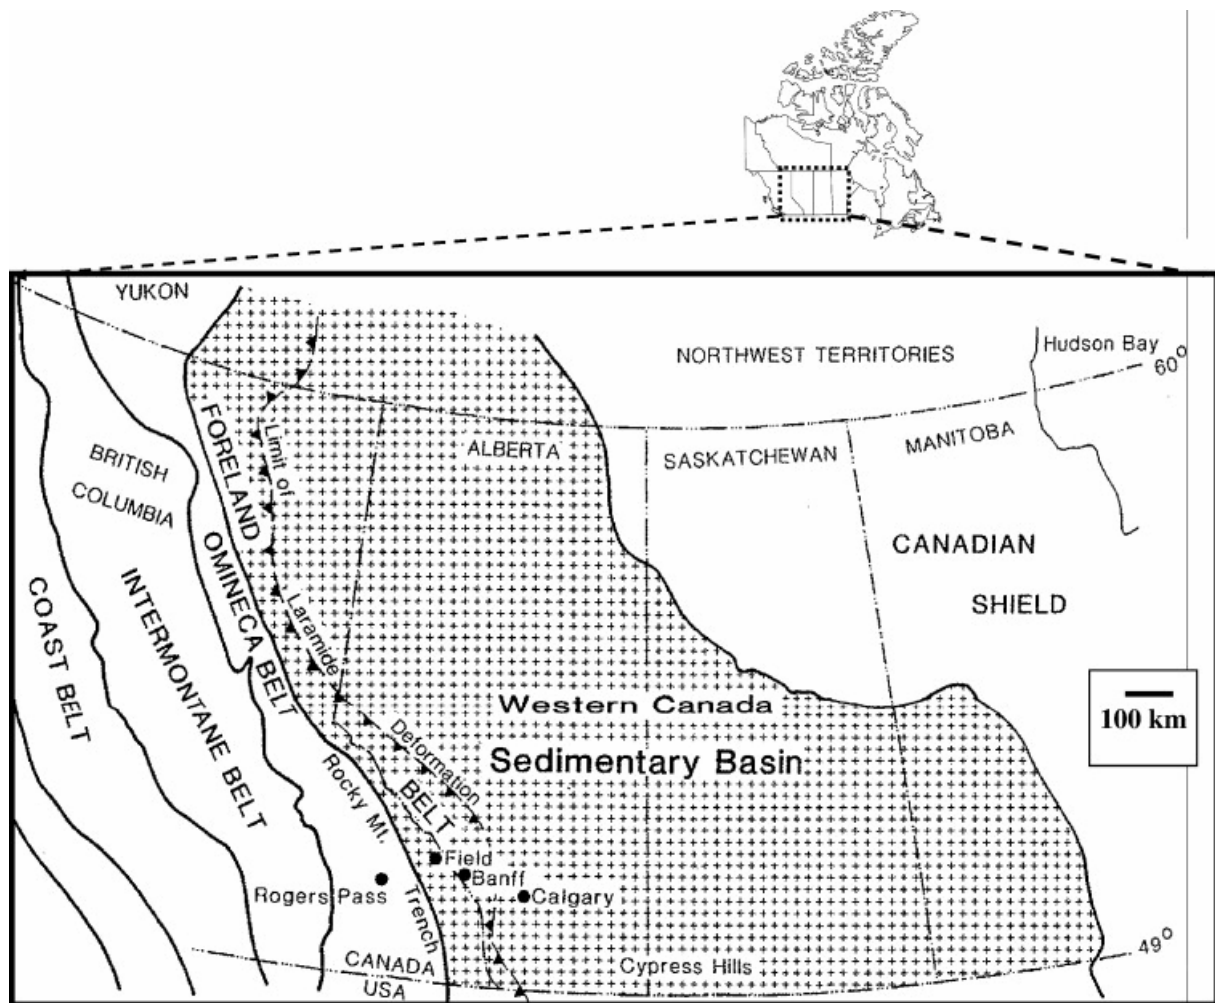 YUKON
NORTHWEST TERRITORIES
Hudson Bay
60°
FORELAND
Limit of
ALBERTA
SASKATCHEWAN
MANITOBA
BRITISH
COLUMBIA
OMINECA BELT
CANADIAN
SHIELD
COAST BELT
INTERMONTANE BELT
Laramide
Western Canada
Sedimentary Basin
100 km
Deformation
BELT
Rocky Mt.
Trench
Field
Banff
Rogers Pass
Calgary
49°
CANADA
USA
Cypress Hills